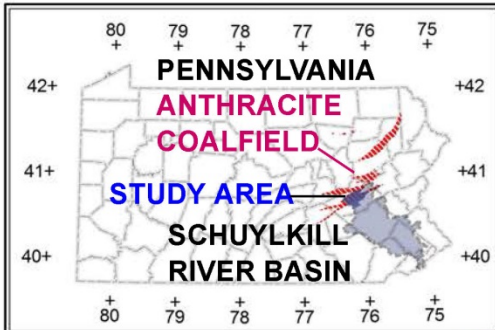 80 79 78 77 76 75
+ + + + +
PENNSYLVANIA
42+ +42
ANTHRACITE
COALFIELD
41+ +41
STUDY AREA
SCHUYLKILL
40+ +40
RIVER BASIN
+ + + + + +
80 79 78 77 76 75